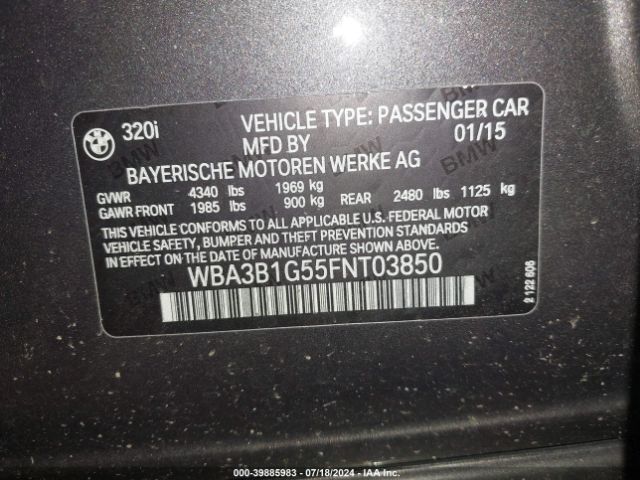 BMW
320i VEHICLE TYPE: PASSENGER CAR
MFD BY 01/15
BAYERISCHE MOTOREN WERKE AG
GVWR 4340 lbs 1969 kg
GAWR FRONT 1985 lbs 900 kg REAR 2480 lbs 1125 kg
THIS VEHICLE CONFORMS TO ALL APPLICABLE U.S. FEDERAL MOTOR
VEHICLE SAFETY, BUMPER AND THEFT PREVENTION STANDARDS
IN EFFECT ON THE DATE OF MANUFACTURE SHOWN ABOVE
WBA3B1G55FNT03850
2 122 606
000-39885983 / 07/18/2024 / COPART